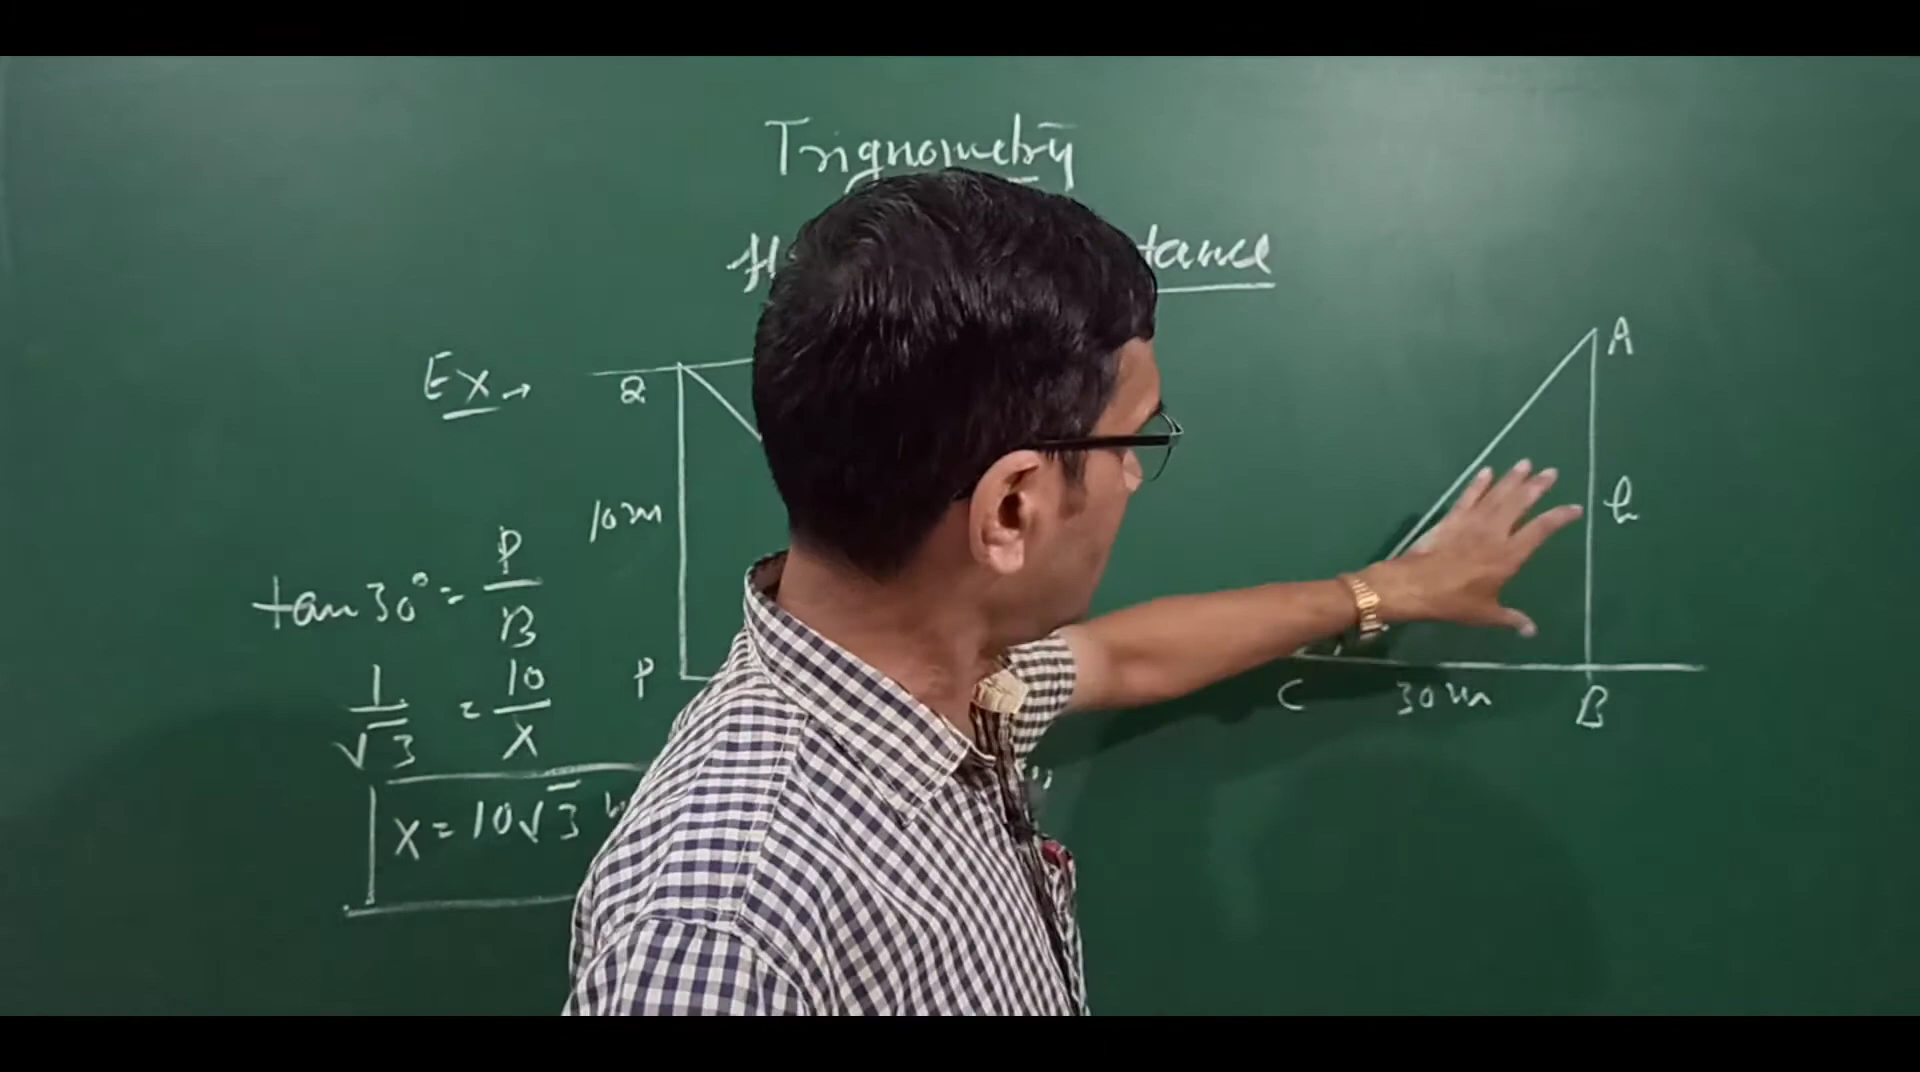 Trignometry
tance
Ex →
Q
10m
P
tan 30° = P/B
1/√3 = 10/x
x = 10√3
A
h
C 30m B